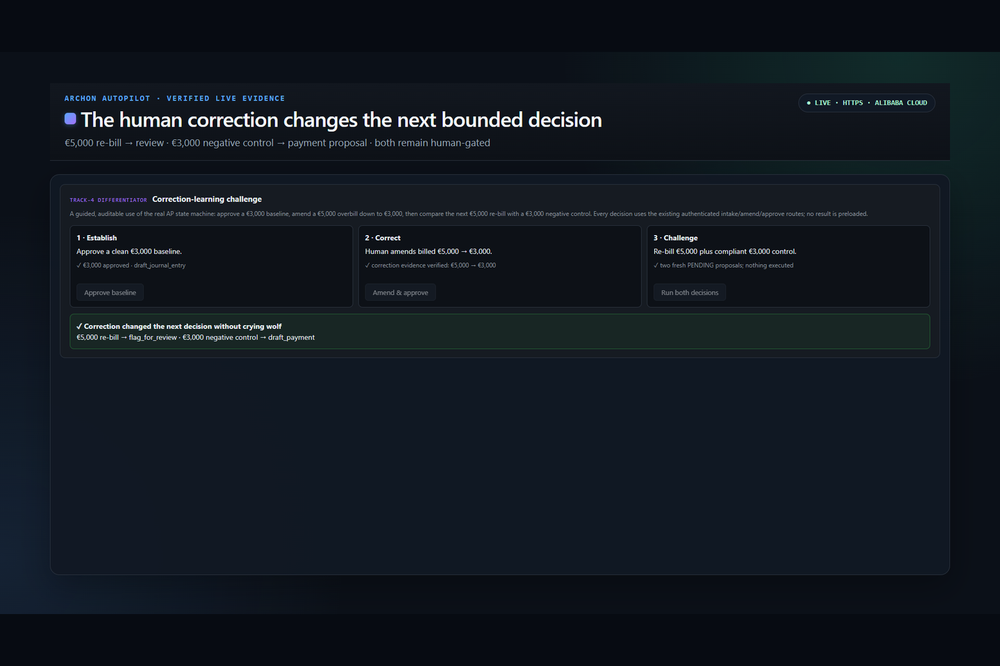 ARCHON AUTOPILOT · VERIFIED LIVE EVIDENCE
● LIVE · HTTPS · ALIBABA CLOUD
The human correction changes the next bounded decision
€5,000 re-bill → review · €3,000 negative control → payment proposal · both remain human-gated
TRACK-4 DIFFERENTIATOR Correction-learning challenge
A guided, auditable use of the real AP state machine: approve a €3,000 baseline, amend a €5,000 overbill down to €3,000, then compare the next €5,000 re-bill with a €3,000 negative control. Every decision uses the existing authenticated intake/amend/approve routes; no result is preloaded.
1 · Establish
Approve a clean €3,000 baseline.
✓ €3,000 approved · draft_journal_entry
Approve baseline
2 · Correct
Human amends billed €5,000 → €3,000.
✓ correction evidence verified: €5,000 → €3,000
Amend & approve
3 · Challenge
Re-bill €5,000 plus compliant €3,000 control.
✓ two fresh PENDING proposals; nothing executed
Run both decisions
✓ Correction changed the next decision without crying wolf
€5,000 re-bill → flag_for_review · €3,000 negative control → draft_payment